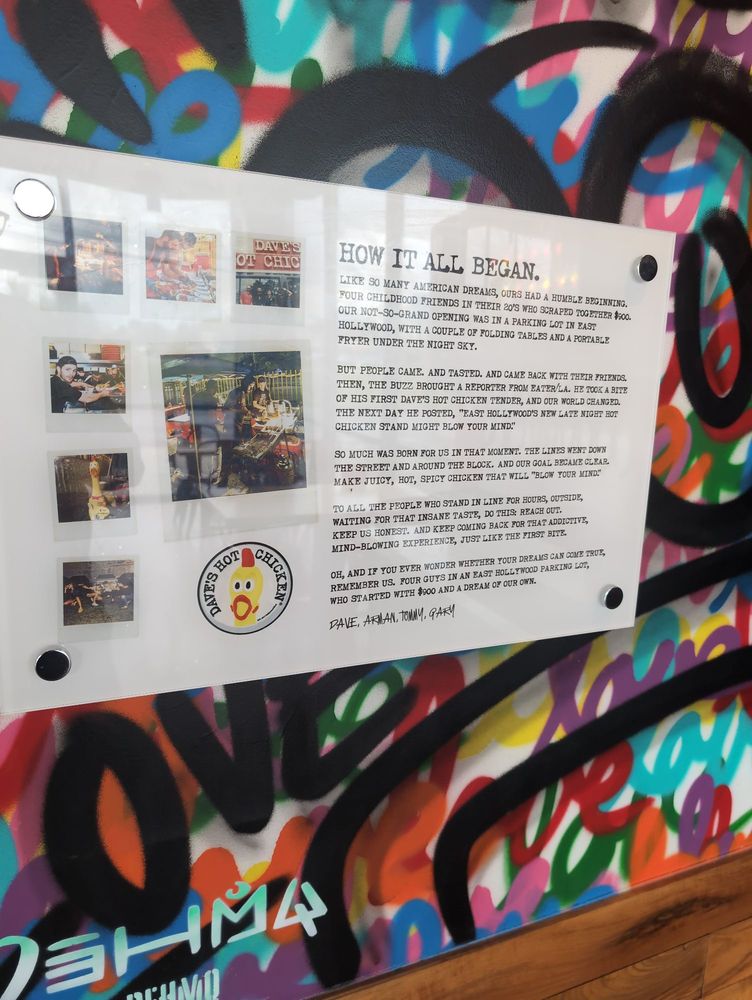 DAVE'S
OT CHIC
HOW IT ALL BEGAN.
LIKE SO MANY AMERICAN DREAMS, OURS HAD A HUMBLE BEGINNING.
FOUR CHILDHOOD FRIENDS IN THEIR 20'S WHO SCRAPED TOGETHER $900.
OUR NOT-SO-GRAND OPENING WAS IN A PARKING LOT IN EAST
HOLLYWOOD, WITH A COUPLE OF FOLDING TABLES AND A PORTABLE
FRYER UNDER THE NIGHT SKY.
BUT PEOPLE CAME. AND TASTED. AND CAME BACK WITH THEIR FRIENDS.
THEN, THE BUZZ BROUGHT A REPORTER FROM EATER/LA. HE TOOK A BITE
OF HIS FIRST DAVE'S HOT CHICKEN TENDER, AND OUR WORLD CHANGED.
THE NEXT DAY HE POSTED, "EAST HOLLYWOOD'S NEW LATE NIGHT HOT
CHICKEN STAND MIGHT BLOW YOUR MIND."
SO MUCH WAS BORN FOR US IN THAT MOMENT. THE LINES WENT DOWN
THE STREET AND AROUND THE BLOCK. AND OUR GOAL BECAME CLEAR.
MAKE JUICY, HOT, SPICY CHICKEN THAT WILL "BLOW YOUR MIND."
TO ALL THE PEOPLE WHO STAND IN LINE FOR HOURS, OUTSIDE,
WAITING FOR THAT INSANE TASTE, DO THIS: REACH OUT.
KEEP US HONEST. AND KEEP COMING BACK FOR THAT ADDICTIVE,
MIND-BLOWING EXPERIENCE, JUST LIKE THE FIRST BITE.
OH, AND IF YOU EVER WONDER WHETHER YOUR DREAMS CAN COME TRUE,
REMEMBER US. FOUR GUYS IN AN EAST HOLLYWOOD PARKING LOT,
WHO STARTED WITH $900 AND A DREAM OF OUR OWN.
DAVE, ARMAN, TOMMY, GARY
DAVE'S HOT CHICKEN